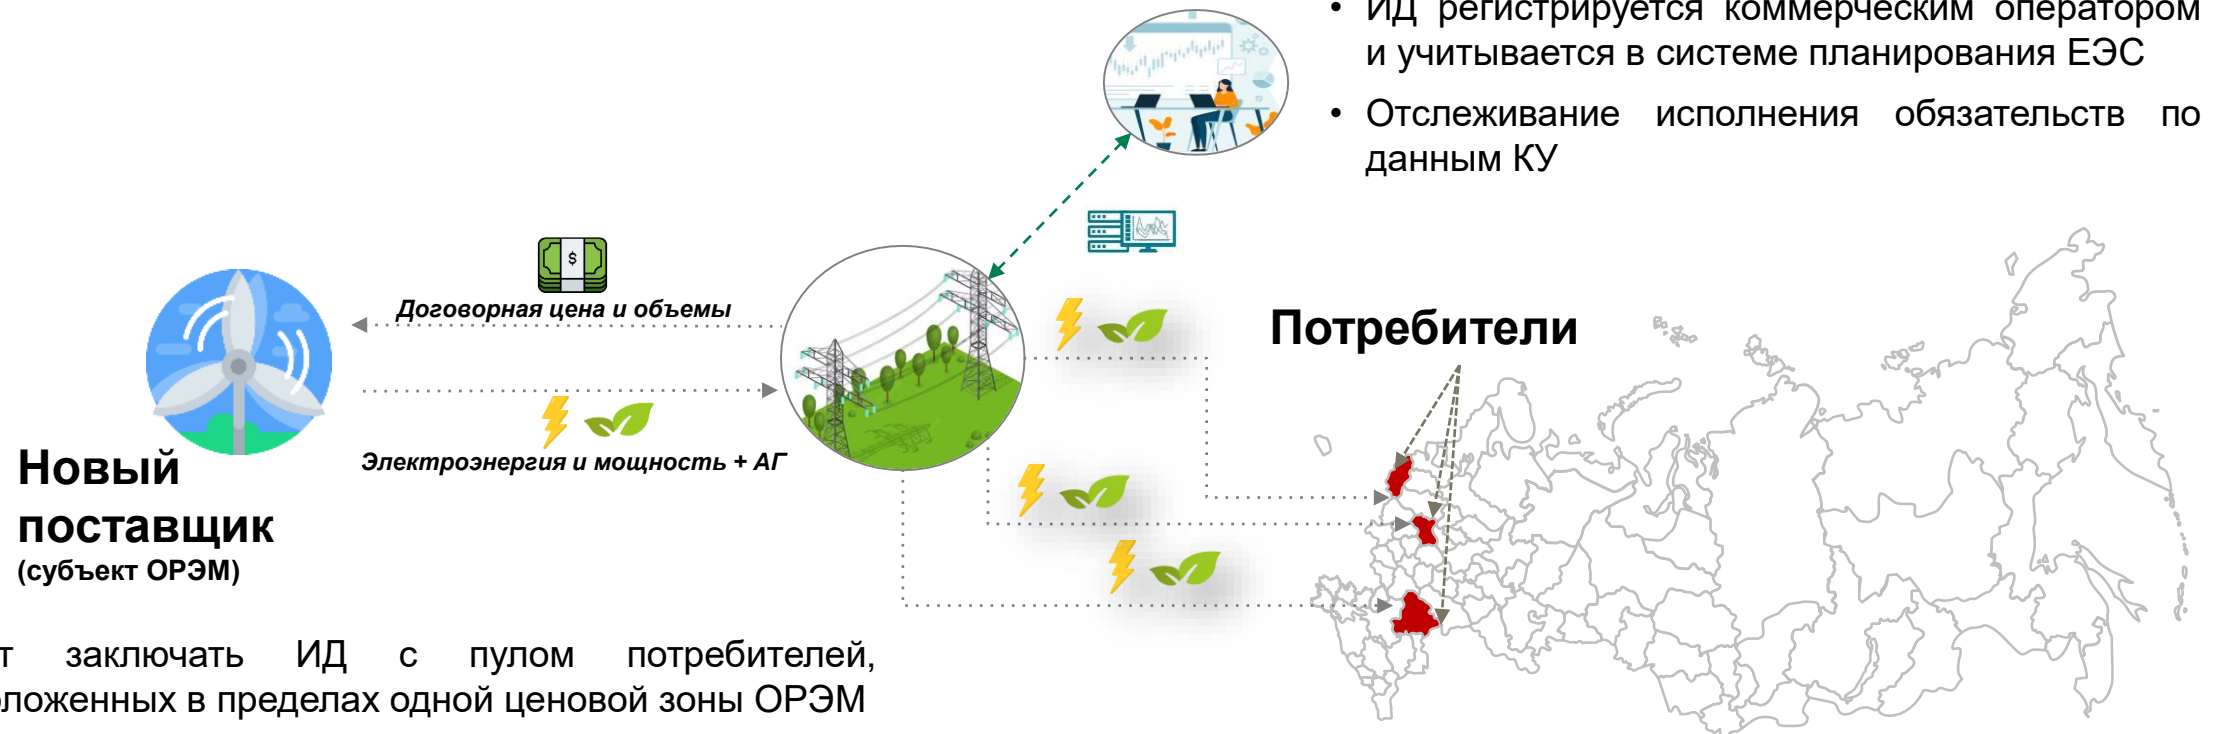 • ИД регистрируется коммерческим оператором
и учитывается в системе планирования ЕЭС
• Отслеживание исполнения обязательств по
данным КУ
$
Договорная цена и объемы
Потребители
Электроэнергия и мощность + АГ
Новый
поставщик
(субъект ОРЭМ)
т заключать ИД с пулом потребителей,
ложенных в пределах одной ценовой зоны ОРЭМ